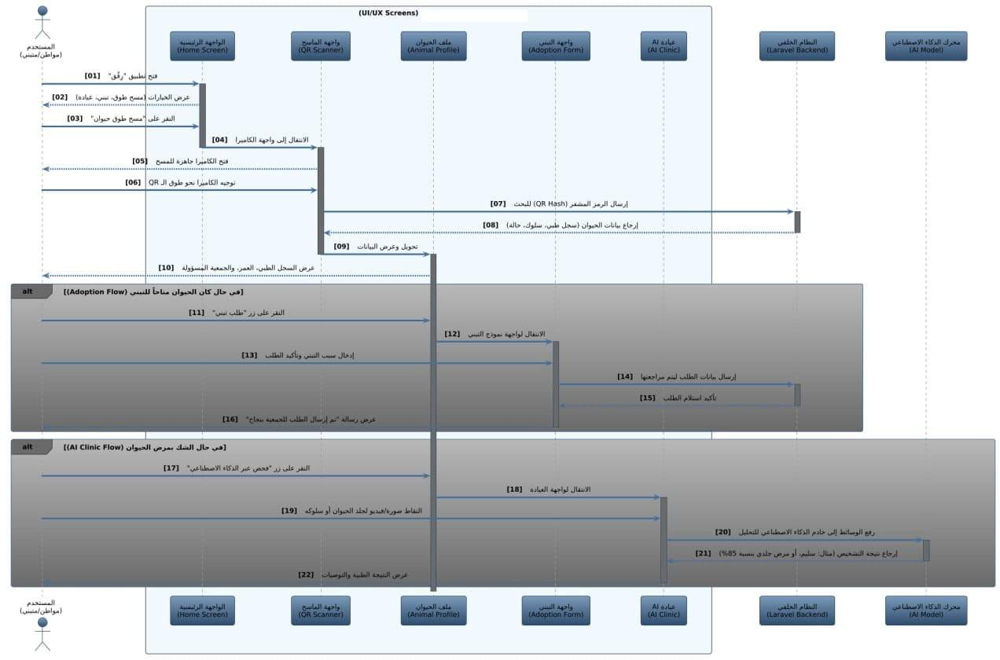 (UI/UX Screens)
المستخدم
(مواطن/متبني)
الواجهة الرئيسية
(Home Screen)
واجهة الماسح
(QR Scanner)
ملف الحيوان
(Animal Profile)
واجهة التبني
(Adoption Form)
عيادة AI
(AI Clinic)
النظام الخلفي
(Laravel Backend)
محرك الذكاء الاصطناعي
(AI Model)
[01] فتح تطبيق "رِفْق"
[02] عرض الخيارات (مسح طوق، تبني، عيادة)
[03] النقر على "مسح طوق حيوان"
[04] الانتقال إلى واجهة الكاميرا
[05] فتح الكاميرا جاهزة للمسح
[06] توجيه الكاميرا نحو طوق الـ QR
[07] إرسال الرمز المشفر (QR Hash) للبحث
[08] إرجاع بيانات الحيوان (سجل طبي، سلوك، حالة)
[09] تحويل وعرض البيانات
[10] عرض السجل الطبي، العمر، والجمعية المسؤولة
alt [(Adoption Flow) في حال كان الحيوان متاحاً للتبني]
[11] النقر على زر "طلب تبني"
[12] الانتقال لواجهة نموذج التبني
[13] إدخال سبب التبني وتأكيد الطلب
[14] إرسال بيانات الطلب ليتم مراجعتها
[15] تأكيد استلام الطلب
[16] عرض رسالة "تم إرسال الطلب للجمعية بنجاح"
alt [(AI Clinic Flow) في حال الشك بمرض الحيوان]
[17] النقر على زر "فحص عبر الذكاء الاصطناعي"
[18] الانتقال لواجهة العيادة
[19] التقاط صورة/فيديو لجلد الحيوان أو سلوكه
[20] رفع الوسائط إلى خادم الذكاء الاصطناعي للتحليل
[21] إرجاع نتيجة التشخيص (مثال: سليم، أو مرض جلدي بنسبة 85%)
[22] عرض النتيجة الطبية والتوصيات
المستخدم
(مواطن/متبني)
الواجهة الرئيسية
(Home Screen)
واجهة الماسح
(QR Scanner)
ملف الحيوان
(Animal Profile)
واجهة التبني
(Adoption Form)
عيادة AI
(AI Clinic)
النظام الخلفي
(Laravel Backend)
محرك الذكاء الاصطناعي
(AI Model)